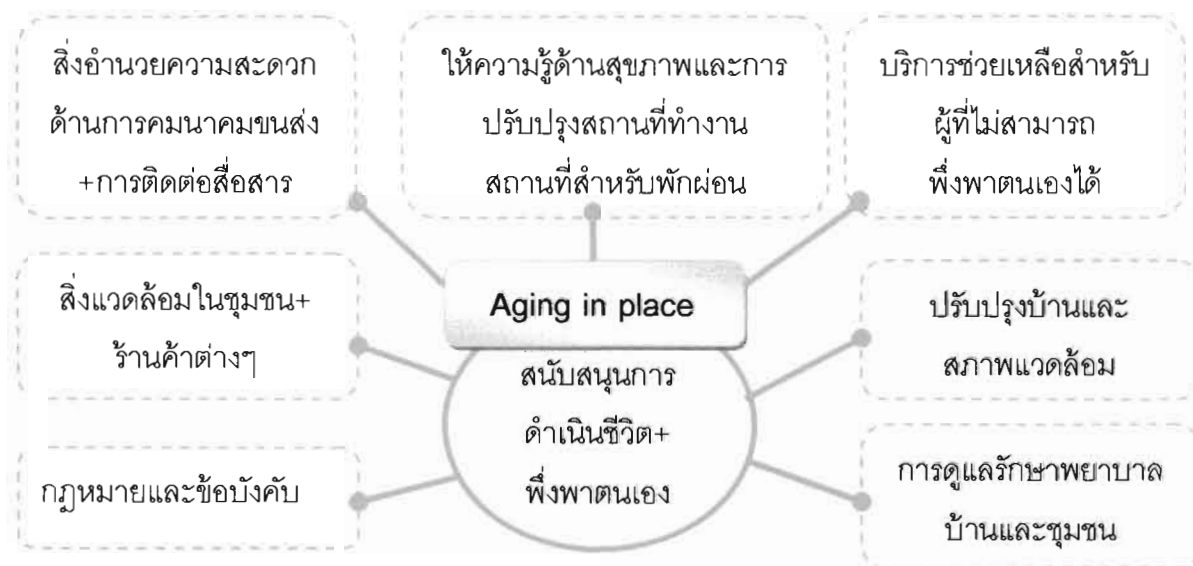 สิ่งอำนวยความสะดวก
ด้านการคมนาคมขนส่ง
+การติดต่อสื่อสาร
ให้ความรู้ด้านสุขภาพและการ
ปรับปรุงสถานที่ทำงาน
สถานที่สำหรับพักผ่อน
บริการช่วยเหลือสำหรับ
ผู้ที่ไม่สามารถ
พึ่งพาตนเองได้
สิ่งแวดล้อมในชุมชน+
ร้านค้าต่างๆ
Aging in place
สนับสนุนการ
ดำเนินชีวิต+
พึ่งพาตนเอง
ปรับปรุงบ้านและ
สภาพแวดล้อม
กฎหมายและข้อบังคับ
การดูแลรักษาพยาบาล
บ้านและชุมชน